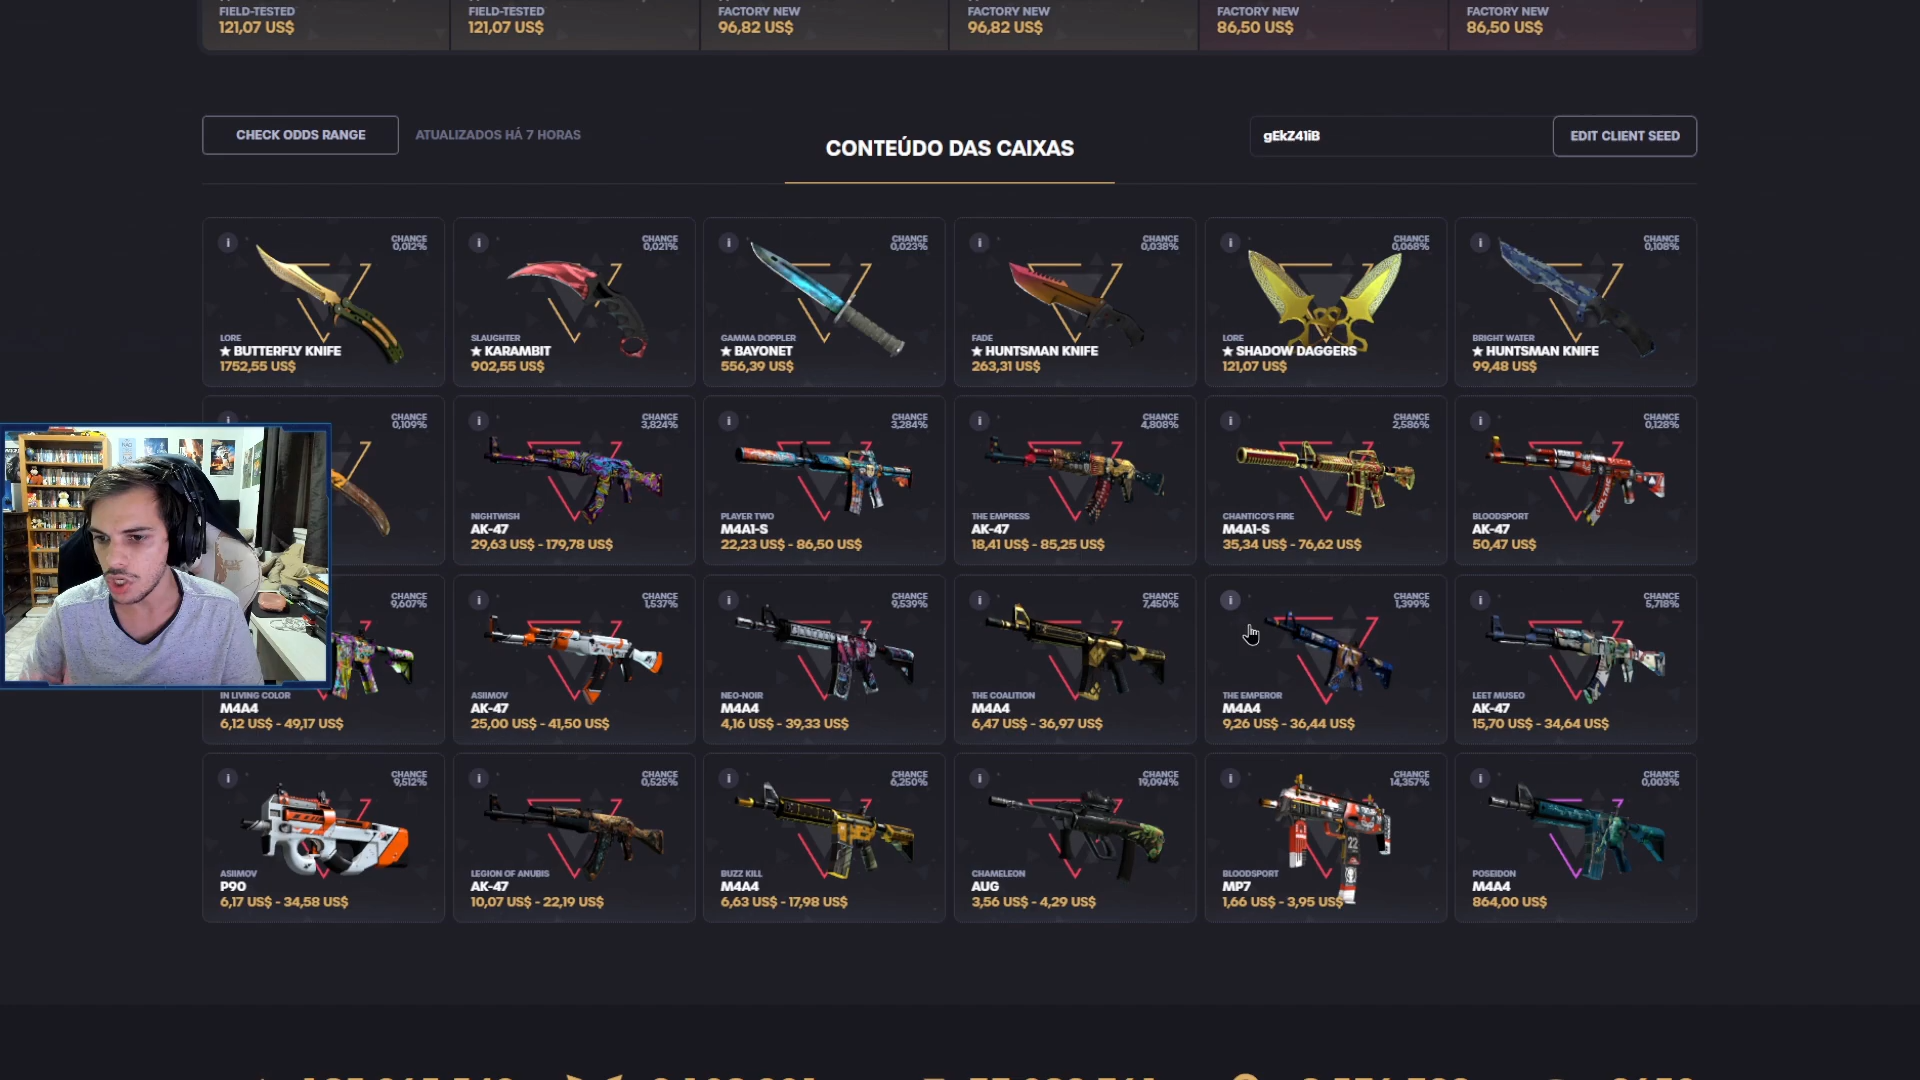 FIELD-TESTED FIELD-TESTED FACTORY NEW FACTORY NEW FACTORY NEW FACTORY NEW
121,07 US$ 121,07 US$ 96,82 US$ 96,82 US$ 86,50 US$ 86,50 US$
CHECK ODDS RANGE
ATUALIZADOS HÁ 7 HORAS
CONTEÚDO DAS CAIXAS
gEkZ41iB
EDIT CLIENT SEED
CHANCE
0,012%
LORE
★ BUTTERFLY KNIFE
1752,55 US$
CHANCE
0,021%
SLAUGHTER
★ KARAMBIT
902,55 US$
CHANCE
0,023%
GAMMA DOPPLER
★ BAYONET
556,39 US$
CHANCE
0,038%
FADE
★ HUNTSMAN KNIFE
263,31 US$
CHANCE
0,068%
LORE
★ SHADOW DAGGERS
121,07 US$
CHANCE
0,108%
BRIGHT WATER
★ HUNTSMAN KNIFE
99,48 US$
CHANCE
0,109%
CHANCE
3,824%
NIGHTWISH
AK-47
29,63 US$ - 179,78 US$
CHANCE
3,284%
PLAYER TWO
M4A1-S
22,23 US$ - 86,50 US$
CHANCE
4,808%
THE EMPRESS
AK-47
18,41 US$ - 85,25 US$
CHANCE
2,586%
CHANTICO'S FIRE
M4A1-S
35,34 US$ - 76,62 US$
CHANCE
0,128%
BLOODSPORT
AK-47
50,47 US$
CHANCE
9,607%
IN LIVING COLOR
M4A4
6,12 US$ - 49,17 US$
CHANCE
1,537%
ASIIMOV
AK-47
25,00 US$ - 41,50 US$
CHANCE
9,539%
NEO-NOIR
M4A4
4,16 US$ - 39,33 US$
CHANCE
7,450%
THE COALITION
M4A4
6,47 US$ - 36,97 US$
CHANCE
1,399%
THE EMPEROR
M4A4
9,26 US$ - 36,44 US$
CHANCE
5,718%
LEET MUSEO
AK-47
15,70 US$ - 34,64 US$
CHANCE
9,512%
ASIIMOV
P90
6,17 US$ - 34,58 US$
CHANCE
0,525%
LEGION OF ANUBIS
AK-47
10,07 US$ - 22,19 US$
CHANCE
6,250%
BUZZ KILL
M4A4
6,63 US$ - 17,98 US$
CHANCE
19,094%
CHAMELEON
AUG
3,56 US$ - 4,29 US$
CHANCE
14,357%
22
BLOODSPORT
MP7
1,66 US$ - 3,95 US$
CHANCE
0,003%
POSEIDON
M4A4
864,00 US$